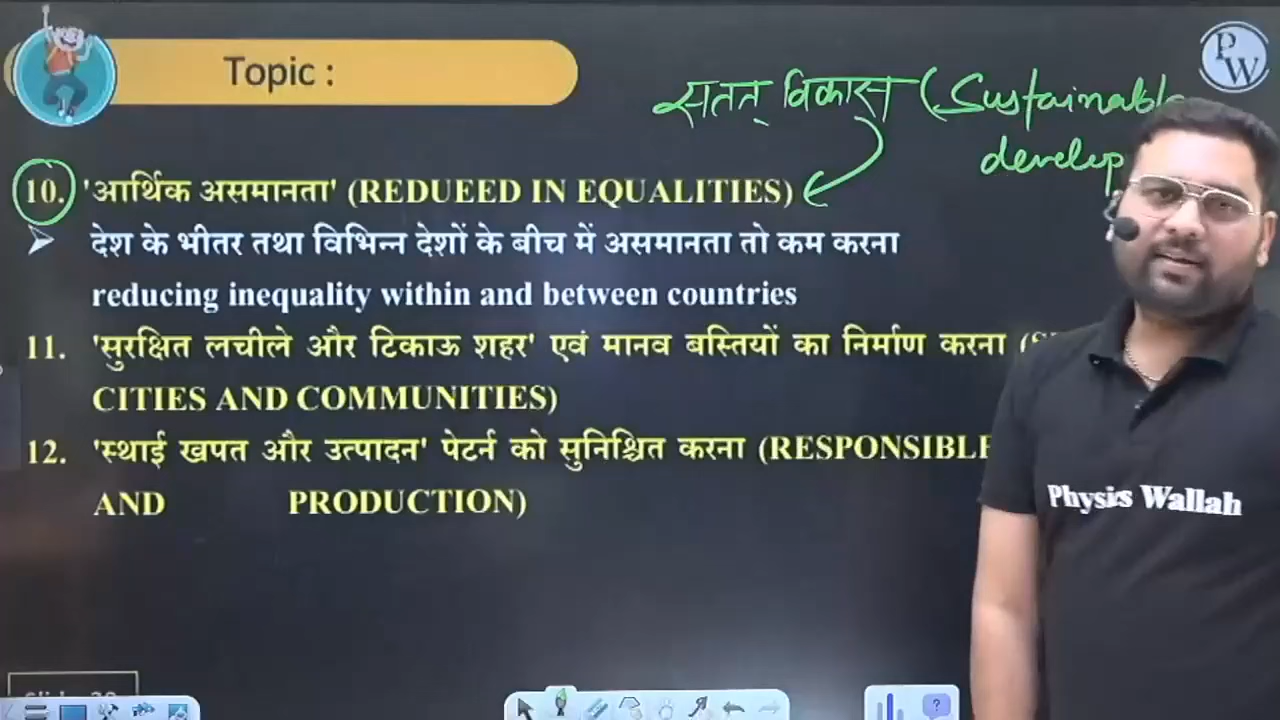 Topic :
PW
सतत् विकास (Sustainable
develop
10. 'आर्थिक असमानता' (REDUEED IN EQUALITIES)
देश के भीतर तथा विभिन्न देशों के बीच में असमानता तो कम करना
reducing inequality within and between countries
11. 'सुरक्षित लचीले और टिकाऊ शहर' एवं मानव बस्तियों का निर्माण करना
CITIES AND COMMUNITIES)
12. 'स्थाई खपत और उत्पादन' पेटर्न को सुनिश्चित करना (RESPONSIBLE
AND PRODUCTION)
Physics Wallah